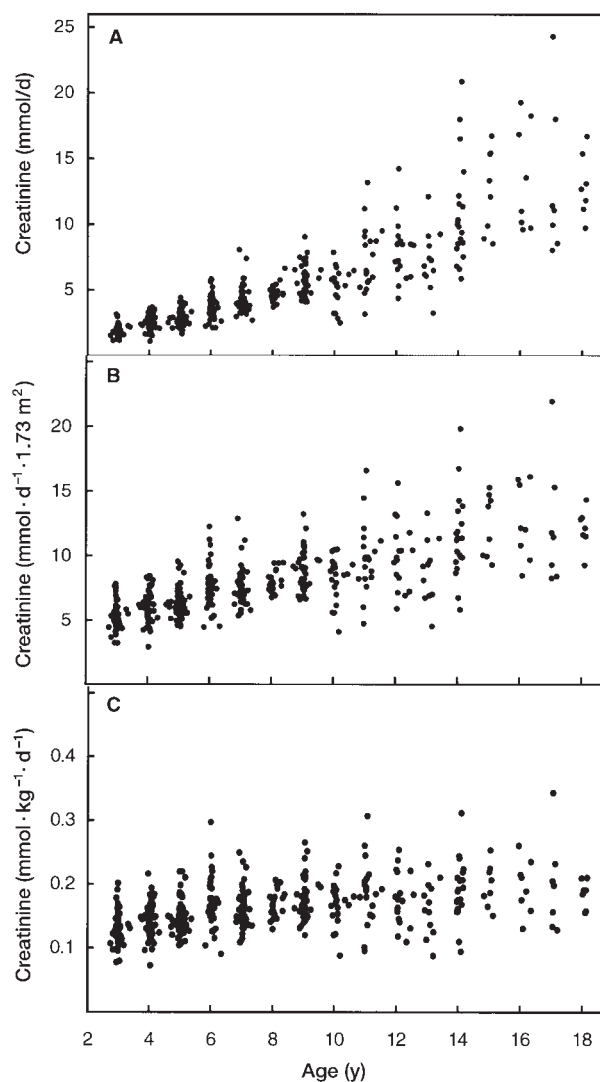 A
25
20
15
10
5
Creatinine (mmol/d)
B
20
15
10
5
Creatinine (mmol · d⁻¹ · 1.73 m²)
C
0.4
0.3
0.2
0.1
Creatinine (mmol · kg⁻¹ · d⁻¹)
2 4 6 8 10 12 14 16 18
Age (y)